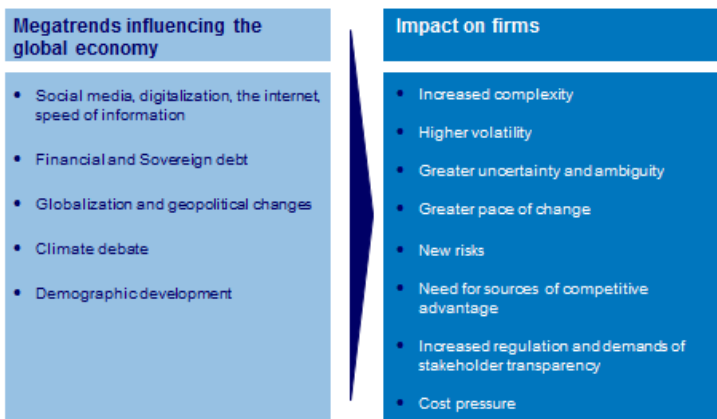 Megatrends influencing the
global economy
• Social media, digitalization, the internet,
speed of information
• Financial and Sovereign debt
• Globalization and geopolitical changes
• Climate debate
• Demographic development
Impact on firms
• Increased complexity
• Higher volatility
• Greater uncertainty and ambiguity
• Greater pace of change
• New risks
• Need for sources of competitive
advantage
• Increased regulation and demands of
stakeholder transparency
• Cost pressure